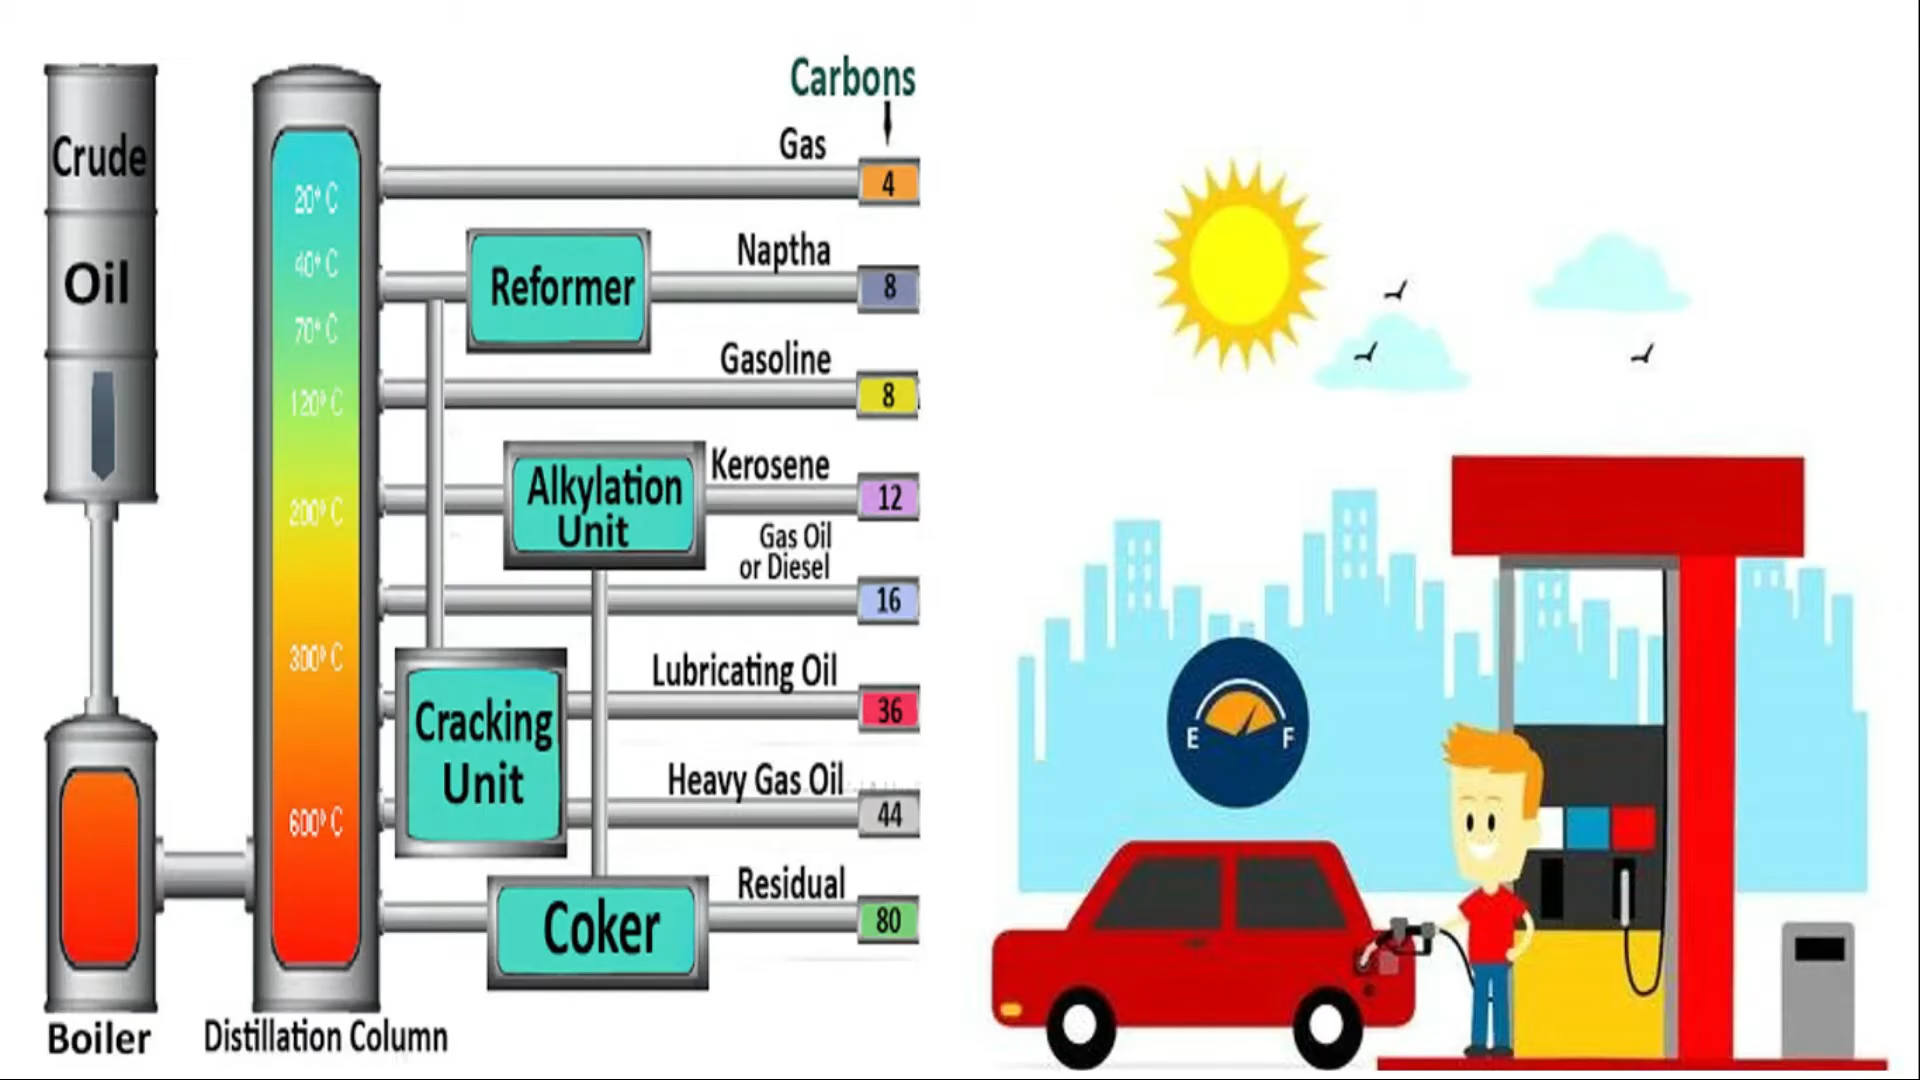 Crude
Oil
Boiler
20° C
40° C
70° C
120° C
200° C
300° C
600° C
Distillation Column
Carbons
Gas
4
Reformer
Naptha
8
Gasoline
8
Alkylation
Unit
Kerosene
12
Gas Oil
or Diesel
16
Cracking
Unit
Lubricating Oil
36
Heavy Gas Oil
44
Coker
Residual
80
E
F